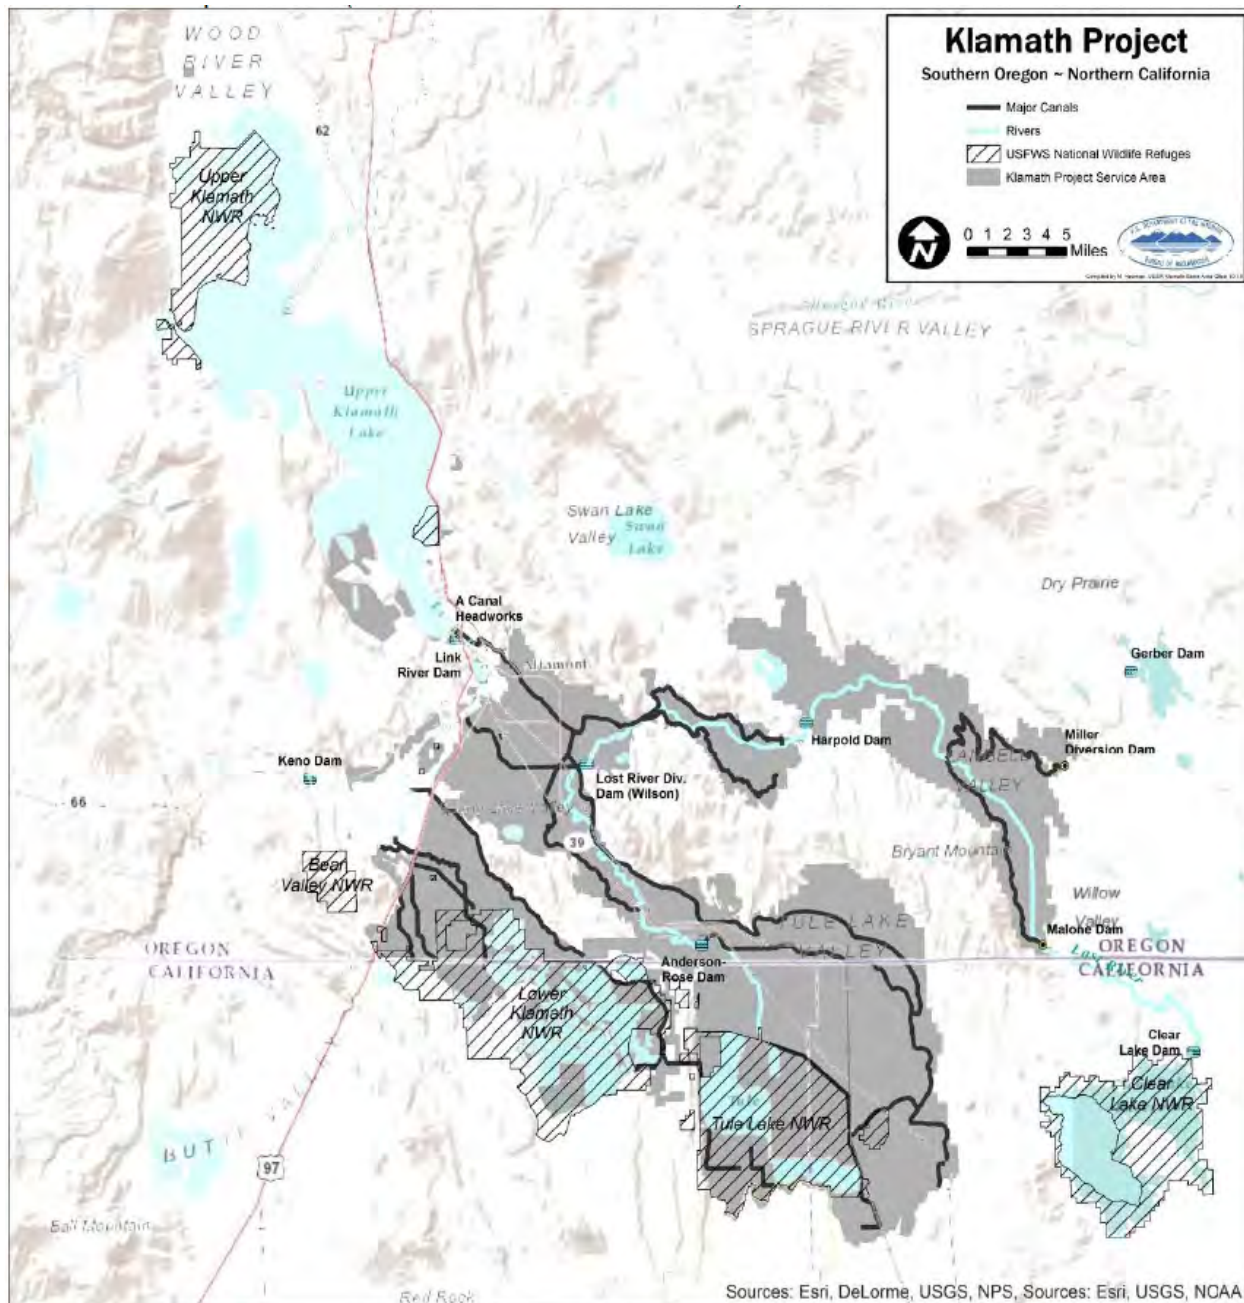 Klamath Project
Southern Oregon ~ Northern California
Major Canals
Rivers
USFWS National Wildlife Refuges
Klamath Project Service Area
N
0 1 2 3 4 5
Miles
WOOD
RIVER
VALLEY
62
Upper
Klamath
NWR
SPRAGUE RIVER VALLEY
Upper
Klamath
Lake
Swan Lake
Valley
Swan
Lake
Dry Prairie
A Canal
Headworks
Link
River Dam
Altamont
Gerber Dam
Harpold Dam
Miller
Diversion Dam
VALLEY
Keno Dam
Lost River Div.
Dam (Wilson)
66
39
Bryant Mountain
Bear
Valley NWR
Willow
Valley
TULE LAKE
VALLEY
Malone Dam
OREGON
CALIFORNIA
Anderson-
Rose Dam
OREGON
CALIFORNIA
Lower
Klamath
NWR
Clear
Lake Dam
Clear
Lake NWR
Tule
Tule Lake NWR
97
Ball Mountain
Red Rock
Sources: Esri, DeLorme, USGS, NPS, Sources: Esri, USGS, NOAA